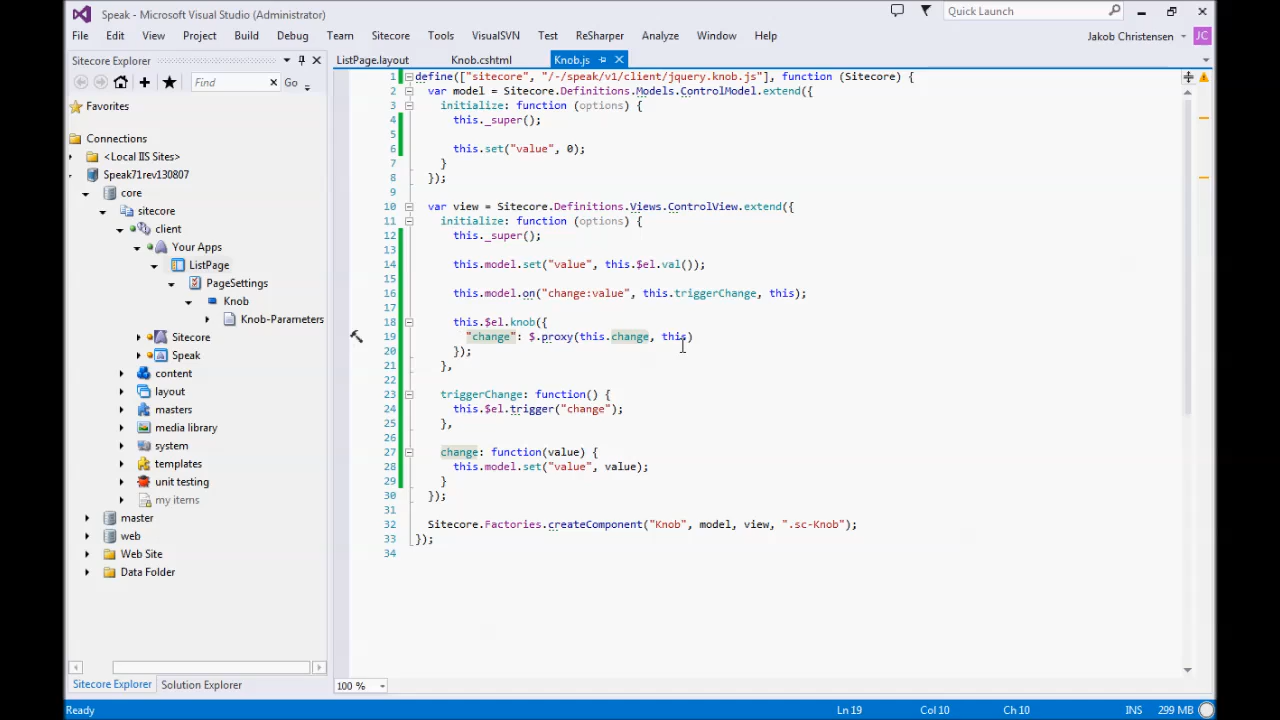 Speak - Microsoft Visual Studio (Administrator)
Quick Launch
File Edit View Project Build Debug Team Sitecore Tools VisualSVN Test ReSharper Analyze Window Help
Jakob Christensen JC
Sitecore Explorer
ListPage.layout Knob.cshtml Knob.js
Find Go
Favorites
Connections
<Local IIS Sites>
Speak71rev130807
core
sitecore
client
Your Apps
ListPage
PageSettings
Knob
Knob-Parameters
Sitecore
Speak
content
layout
masters
media library
system
templates
unit testing
my items
master
web
Web Site
Data Folder
Sitecore Explorer Solution Explorer
1 define(["sitecore", "/-/speak/v1/client/jquery.knob.js"], function (Sitecore) {
2 var model = Sitecore.Definitions.Models.ControlModel.extend({
3 initialize: function (options) {
4 this._super();
5
6 this.set("value", 0);
7 }
8 });
9
10 var view = Sitecore.Definitions.Views.ControlView.extend({
11 initialize: function (options) {
12 this._super();
13
14 this.model.set("value", this.$el.val());
15
16 this.model.on("change:value", this.triggerChange, this);
17
18 this.$el.knob({
19 "change": $.proxy(this.change, this)
20 });
21 },
22
23 triggerChange: function() {
24 this.$el.trigger("change");
25 },
26
27 change: function(value) {
28 this.model.set("value", value);
29 }
30 });
31
32 Sitecore.Factories.createComponent("Knob", model, view, ".sc-Knob");
33 });
34
100 %
Ready Ln 19 Col 10 Ch 10 INS 299 MB